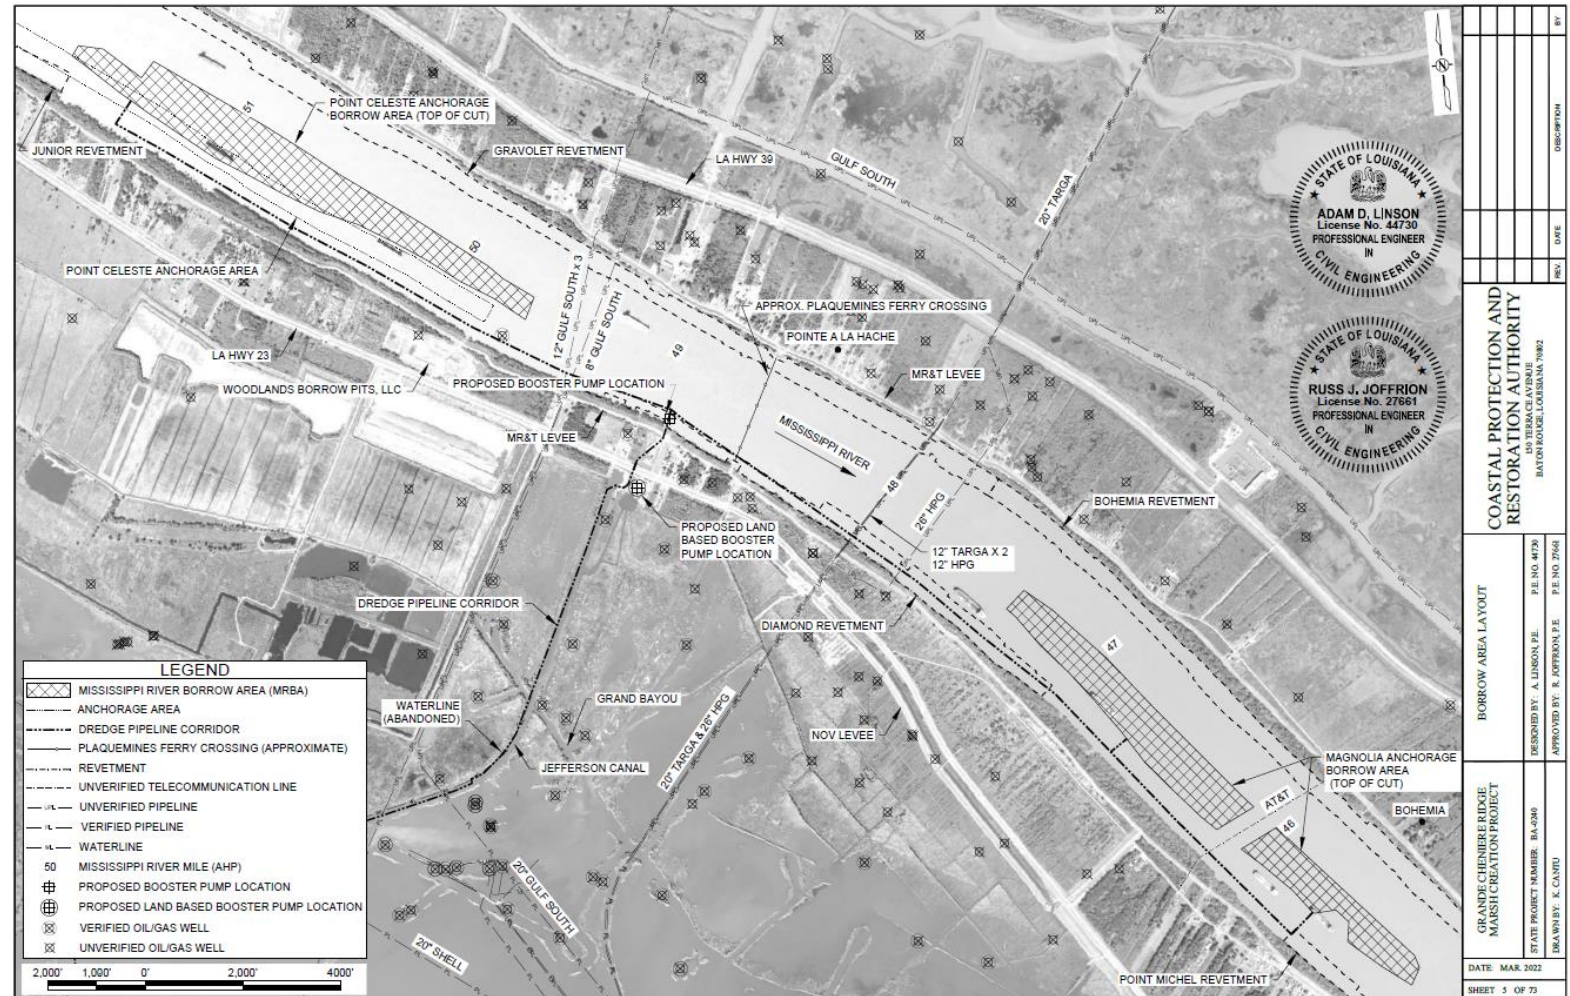 51
POINT CELESTE ANCHORAGE
BORROW AREA (TOP OF CUT)
JUNIOR REVETMENT
GRAVOLET REVETMENT
LA HWY 39
GULF SOUTH
20" TARGA
N
50
POINT CELESTE ANCHORAGE AREA
12" GULF SOUTH x 3
8" GULF SOUTH
APPROX. PLAQUEMINES FERRY CROSSING
POINTE A LA HACHE
49
LA HWY 23
WOODLANDS BORROW PITS, LLC
PROPOSED BOOSTER PUMP LOCATION
MR&T LEVEE
MR&T LEVEE
MISSISSIPPI RIVER
48
26" HPG
BOHEMIA REVETMENT
PROPOSED LAND
BASED BOOSTER
PUMP LOCATION
12" TARGA X 2
12" HPG
DREDGE PIPELINE CORRIDOR
DIAMOND REVETMENT
47
GRAND BAYOU
WATERLINE
(ABANDONED)
20" TARGA & 26" HPG
NOV LEVEE
JEFFERSON CANAL
MAGNOLIA ANCHORAGE
BORROW AREA
(TOP OF CUT)
AT&T
BOHEMIA
46
20" GULF SOUTH
20" SHELL
POINT MICHEL REVETMENT
LEGEND
MISSISSIPPI RIVER BORROW AREA (MRBA)
ANCHORAGE AREA
DREDGE PIPELINE CORRIDOR
PLAQUEMINES FERRY CROSSING (APPROXIMATE)
REVETMENT
UNVERIFIED TELECOMMUNICATION LINE
UPL UNVERIFIED PIPELINE
PL VERIFIED PIPELINE
WL WATERLINE
50 MISSISSIPPI RIVER MILE (AHP)
PROPOSED BOOSTER PUMP LOCATION
PROPOSED LAND BASED BOOSTER PUMP LOCATION
VERIFIED OIL/GAS WELL
UNVERIFIED OIL/GAS WELL
2,000' 1,000' 0' 2,000' 4000'
STATE OF LOUISIANA
ADAM D. LINSON
License No. 44730
PROFESSIONAL ENGINEER
IN
CIVIL ENGINEERING
STATE OF LOUISIANA
RUSS J. JOFFRION
License No. 27661
PROFESSIONAL ENGINEER
IN
CIVIL ENGINEERING
REV. DATE DESCRIPTION BY
COASTAL PROTECTION AND
RESTORATION AUTHORITY
150 TERRACE AVENUE
BATON ROUGE, LOUISIANA 70802
BORROW AREA LAYOUT
DESIGNED BY: A. LINSON, P.E. P.E. NO. 44730
APPROVED BY: R. JOFFRION, P.E. P.E. NO. 27661
GRANDE CHENIERE RIDGE
MARSH CREATION PROJECT
STATE PROJECT NUMBER: BA-0240
DRAWN BY: K. CANTU
DATE: MAR. 2022
SHEET 5 OF 73